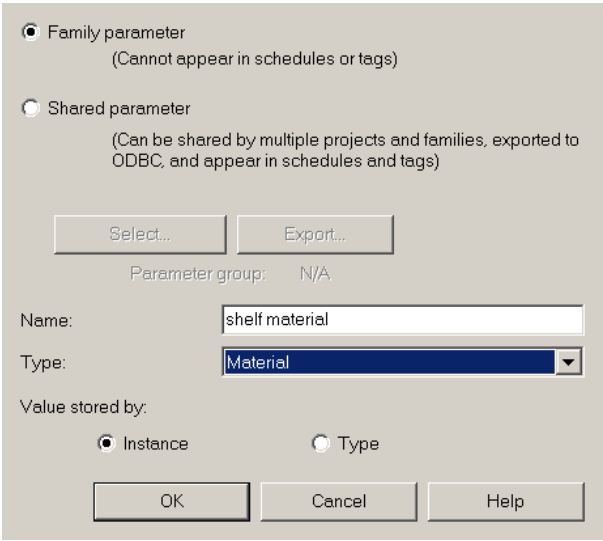 Family parameter
(Cannot appear in schedules or tags)
Shared parameter
(Can be shared by multiple projects and families, exported to
ODBC, and appear in schedules and tags)
Select... Export...
Parameter group: N/A
Name: shelf material
Type: Material
Value stored by:
Instance Type
OK Cancel Help